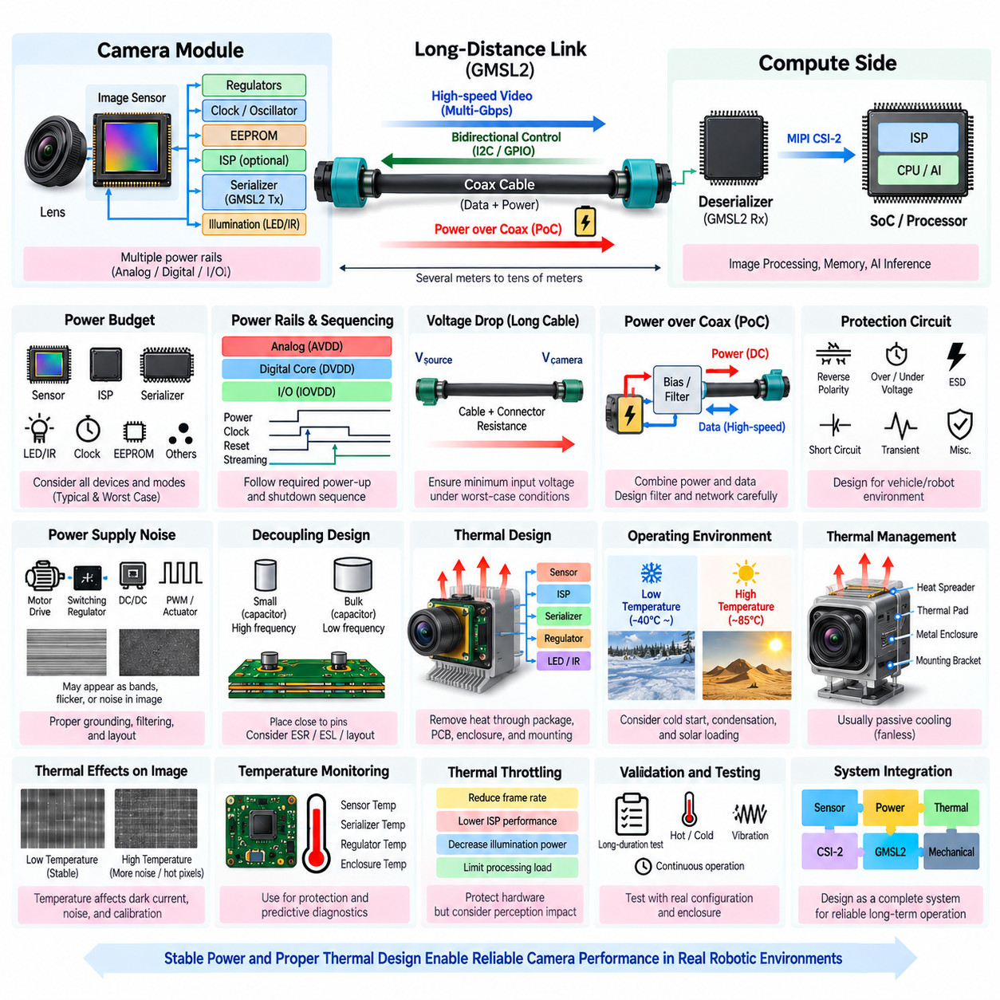 Camera Module
Image Sensor
Lens
Regulators
Clock / Oscillator
EEPROM
ISP (optional)
Serializer
(GMSL2 Tx)
Illumination (LED/IR)
Multiple power rails
(Analog / Digital / I/O)
Long-Distance Link
(GMSL2)
High-speed Video
(Multi-Gbps)
Bidirectional Control
(I2C / GPIO)
Coax Cable
(Data + Power)
Power over Coax (PoC)
Several meters to tens of meters
Compute Side
MIPI CSI-2
Deserializer
(GMSL2 Rx)
ISP
CPU / AI
SoC / Processor
Image Processing, Memory, AI Inference
Power Budget
Sensor
ISP
Serializer
LED/IR
Clock
EEPROM
Others
Consider all devices and modes
(Typical & Worst Case)
Power Rails & Sequencing
Analog (AVDD)
Digital Core (DVDD)
I/O (IOVDD)
Power
Clock
Reset
Streaming
Follow required power-up
and shutdown sequence
Voltage Drop (Long Cable)
Vsource
Vcamera
Cable + Connector
Resistance
Ensure minimum input voltage
under worst-case conditions
Power over Coax (PoC)
Power (DC)
Bias /
Filter
Data (High-speed)
Combine power and data
Design filter and network carefully
Protection Circuit
Reverse
Polarity
Over / Under
Voltage
ESD
Short Circuit
Transient
Misc.
Design for vehicle/robot
environment
Power Supply Noise
Motor
Drive
Switching
Regulator
DC/DC
PWM /
Actuator
May appear as bands,
flicker, or noise in image
Proper grounding, filtering,
and layout
Decoupling Design
Small
(capacitor)
High frequency
Bulk
(capacitor)
Low frequency
Place close to pins
Consider ESR / ESL / layout
Thermal Design
Sensor
ISP
Serializer
Regulator
LED / IR
Remove heat through package,
PCB, enclosure, and mounting
Operating Environment
Low
Temperature
(-40°C ~)
High
Temperature
(~85°C)
Consider cold start, condensation,
and solar loading
Thermal Management
Heat Spreader
Thermal Pad
Metal Enclosure
Mounting Bracket
Usually passive cooling
(fanless)
Thermal Effects on Image
Low Temperature
(Stable)
High Temperature
(More noise / hot pixels)
Temperature affects dark current,
noise, and calibration
Temperature Monitoring
Sensor Temp
Serializer Temp
Regulator Temp
Enclosure Temp
Use for protection and
predictive diagnostics
Thermal Throttling
Reduce frame rate
Lower ISP performance
Decrease illumination power
Limit processing load
Protect hardware
but consider perception impact
Validation and Testing
Long-duration test
Hot / Cold
Vibration
Continuous operation
Test with real configuration
and enclosure
System Integration
Sensor
Power
Thermal
CSI-2
GMSL2
Mechanical
Design as a complete system
for reliable long-term operation
Stable Power and Proper Thermal Design Enable Reliable Camera Performance in Real Robotic Environments